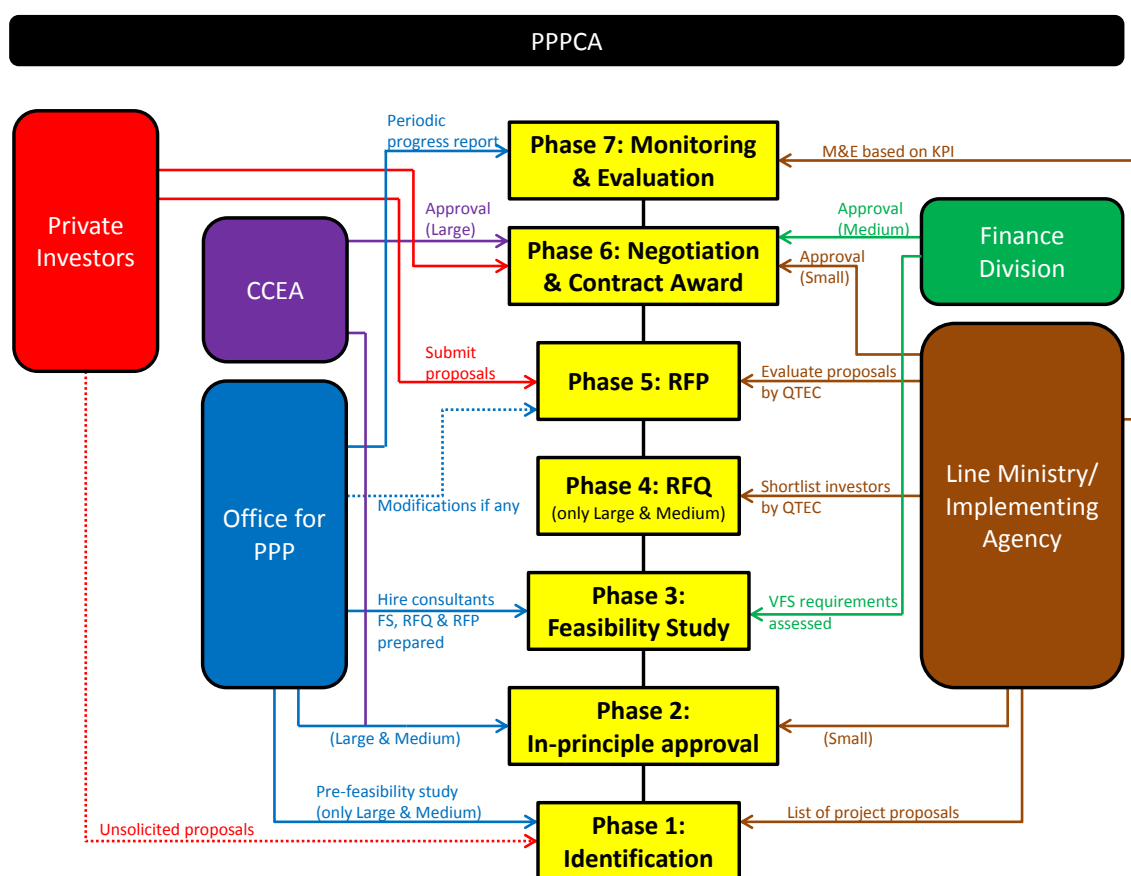 PPPCA
Private
Investors
CCEA
Office for
PPP
Periodic
progress report
Approval
(Large)
Submit
proposals
Modifications if any
Hire consultants
FS, RFQ & RFP
prepared
(Large & Medium)
Pre-feasibility study
(only Large & Medium)
Unsolicited proposals
Phase 7: Monitoring
& Evaluation
Phase 6: Negotiation
& Contract Award
Phase 5: RFP
Phase 4: RFQ
(only Large & Medium)
Phase 3:
Feasibility Study
Phase 2:
In-principle approval
Phase 1:
Identification
M&E based on KPI
Approval
(Medium)
Approval
(Small)
Evaluate proposals
by QTEC
Shortlist investors
by QTEC
VFS requirements
assessed
(Small)
List of project proposals
Finance
Division
Line Ministry/
Implementing
Agency